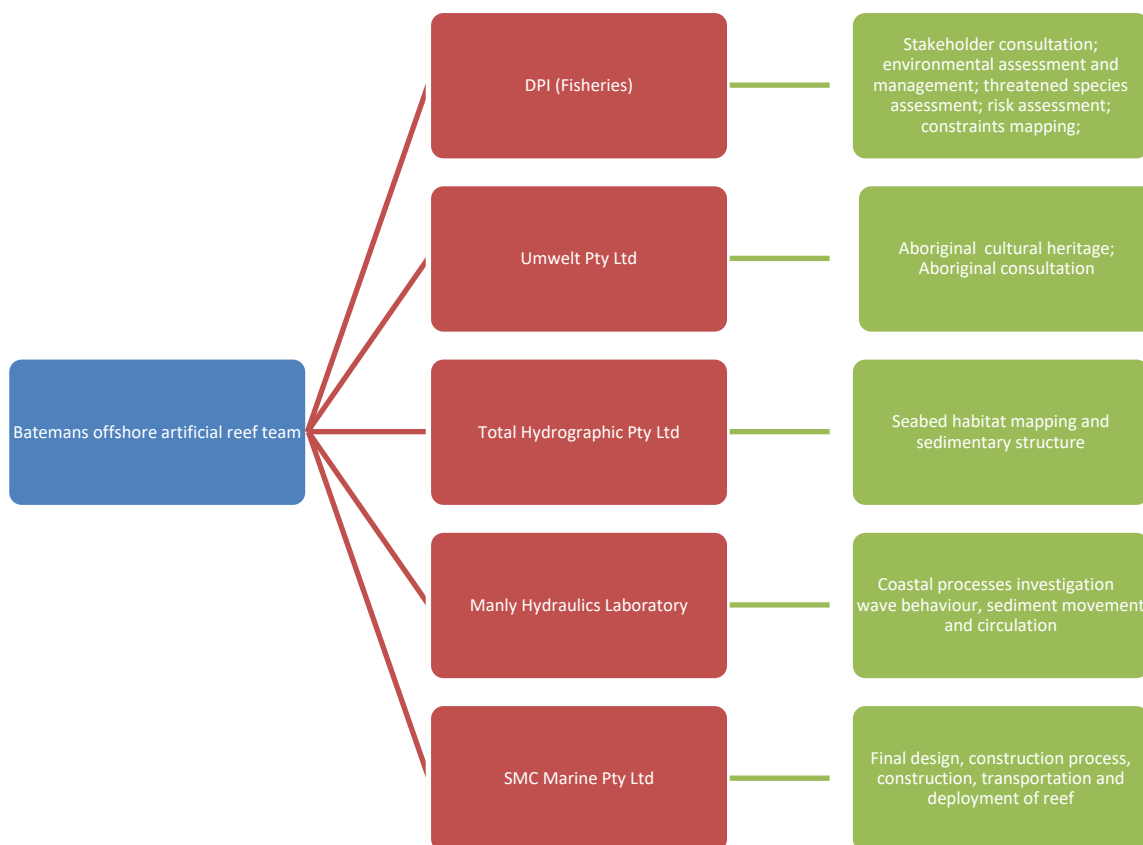 Batemans offshore artificial reef team
DPI (Fisheries)
Stakeholder consultation;
environmental assessment and
management; threatened species
assessment; risk assessment;
constraints mapping;
Umwelt Pty Ltd
Aboriginal cultural heritage;
Aboriginal consultation
Total Hydrographic Pty Ltd
Seabed habitat mapping and
sedimentary structure
Manly Hydraulics Laboratory
Coastal processes investigation
wave behaviour, sediment movement
and circulation
SMC Marine Pty Ltd
Final design, construction process,
construction, transportation and
deployment of reef